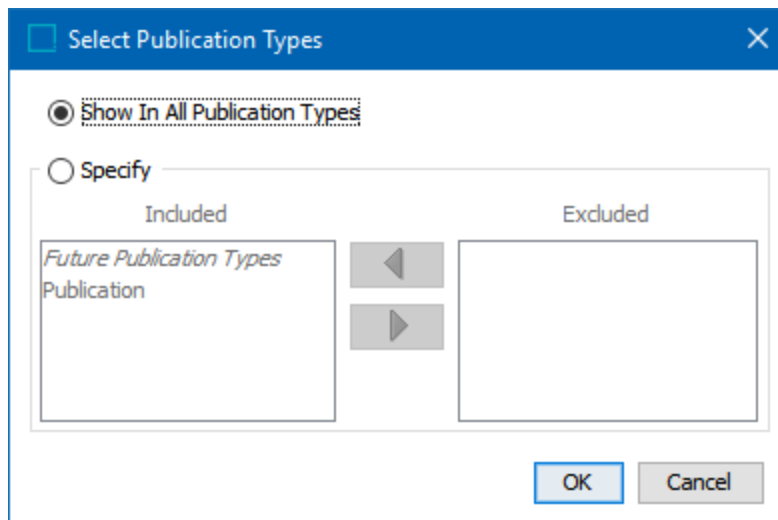 Select Publication Types
Show In All Publication Types
Specify
Included Excluded
Future Publication Types
Publication
OK Cancel